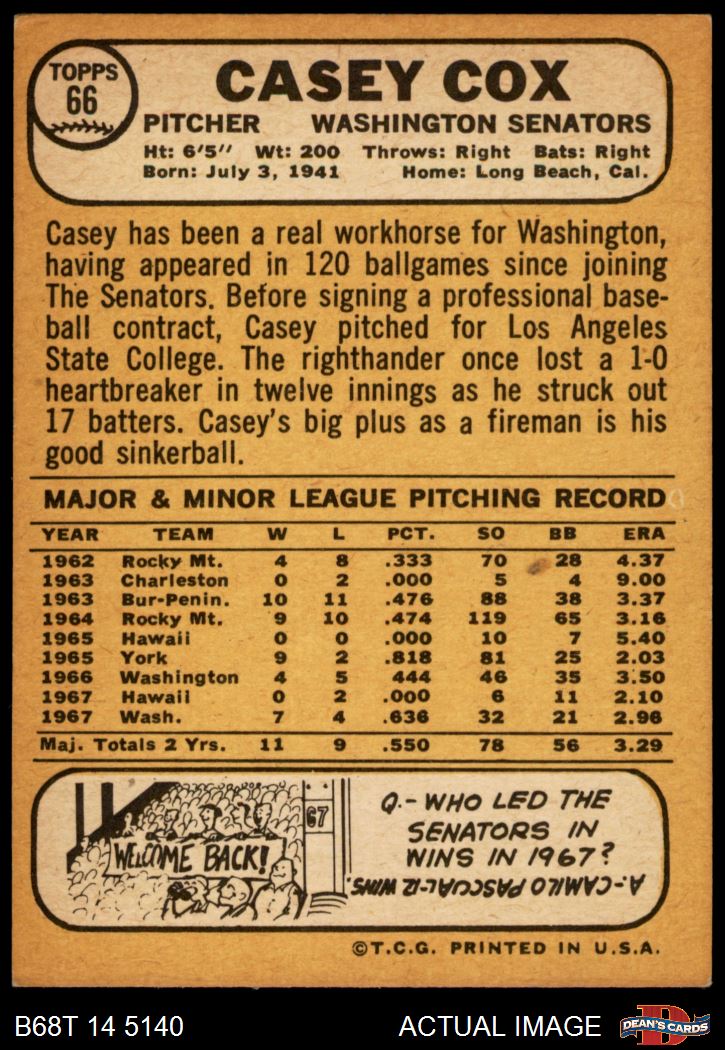 TOPPS
66
CASEY COX
PITCHER WASHINGTON SENATORS
Ht: 6'5" Wt: 200 Throws: Right Bats: Right
Born: July 3, 1941 Home: Long Beach, Cal.
Casey has been a real workhorse for Washington,
having appeared in 120 ballgames since joining
The Senators. Before signing a professional base-
ball contract, Casey pitched for Los Angeles
State College. The righthander once lost a 1-0
heartbreaker in twelve innings as he struck out
17 batters. Casey's big plus as a fireman is his
good sinkerball.
MAJOR & MINOR LEAGUE PITCHING RECORD
YEAR TEAM W L PCT. SO BB ERA
1962 Rocky Mt. 4 8 .333 70 28 4.37
1963 Charleston 0 2 .000 5 4 9.00
1963 Bur-Penin. 10 11 .476 88 38 3.37
1964 Rocky Mt. 9 10 .474 119 65 3.16
1965 Hawaii 0 0 .000 10 7 5.40
1965 York 9 2 .818 81 25 2.03
1966 Washington 4 5 444 46 35 3.50
1967 Hawaii 0 2 .000 6 11 2.10
1967 Wash. 7 4 .636 32 21 2.96
Maj. Totals 2 Yrs. 11 9 .550 78 56 3.29
67
WELCOME BACK!
Q.- WHO LED THE
SENATORS IN
WINS IN 1967?
A.- CAMILO PASCUAL-12 WINS.
©T.C.G. PRINTED IN U.S.A.
B68T 14 5140 ACTUAL IMAGE
D
DEAN'S CARDS